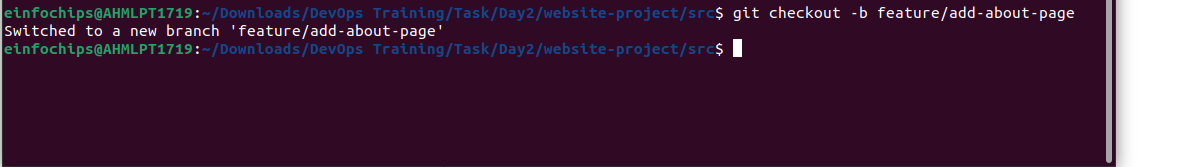 einfochips@AHMLPT1719:~/Downloads/DevOps Training/Task/Day2/website-project/src$ git checkout -b feature/add-about-page
Switched to a new branch 'feature/add-about-page'
einfochips@AHMLPT1719:~/Downloads/DevOps Training/Task/Day2/website-project/src$